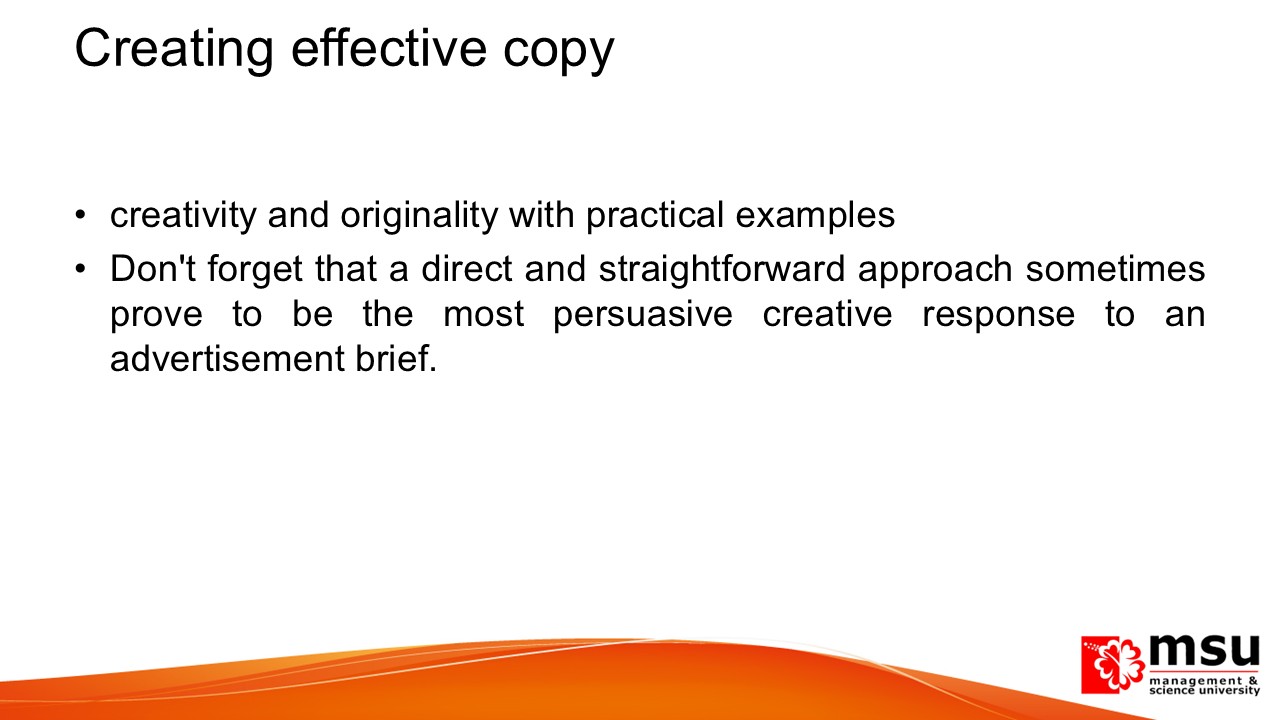 Creating effective copy
• creativity and originality with practical examples
• Don't forget that a direct and straightforward approach sometimes
prove to be the most persuasive creative response to an
advertisement brief.
msu
management &
science university